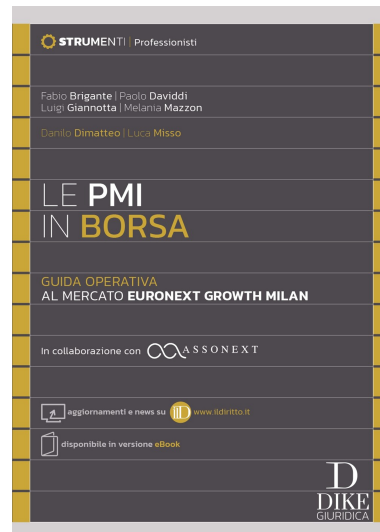 STRUMENTI | Professionisti
Fabio Brigante | Paolo Daviddi
Luigi Giannotta | Melania Mazzon
Danilo Dimatteo | Luca Misso
LE PMI
IN BORSA
GUIDA OPERATIVA
AL MERCATO EURONEXT GROWTH MILAN
In collaborazione con ASSONEXT
aggiornamenti e news su iD www.ildiritto.it
disponibile in versione eBook
D
DIKE
GIURIDICA